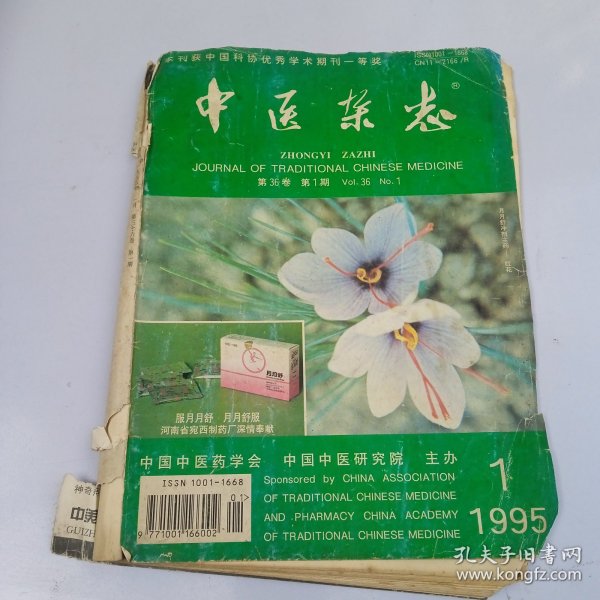 本刊获中国科协优秀学术期刊一等奖
ISSN1001-1668
CN11-2166/R
中医杂志®
ZHONGYI ZAZHI
JOURNAL OF TRADITIONAL CHINESE MEDICINE
第36卷 第1期 Vol.36 No.1
月月舒
服月月舒 月月舒服
河南省宛西制药厂深情奉献
中国中医药学会 中国中医研究院 主办
Sponsored by CHINA ASSOCIATION
OF TRADITIONAL CHINESE MEDICINE
AND PHARMACY CHINA ACADEMY
OF TRADITIONAL CHINESE MEDICINE
1
1995
ISSN 1001-1668
01>
9 771001 166002
神奇
GUIZH
孔夫子旧书网
www.kongfz.com